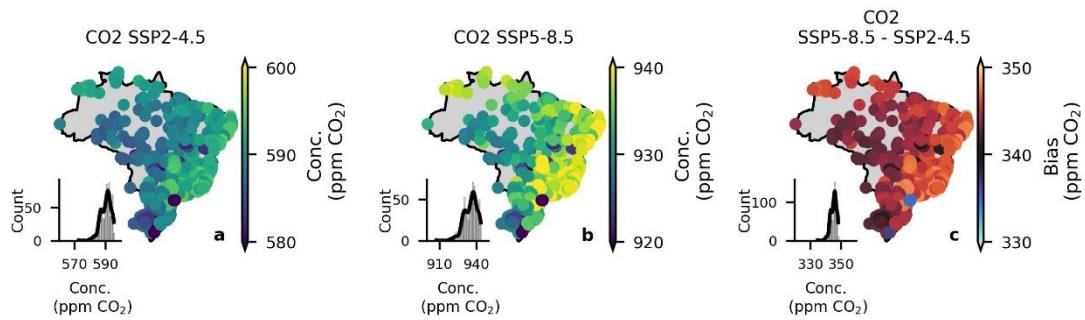 CO2 SSP2-4.5
600
590
580
Conc.
(ppm CO₂)
Count
50
0
570 590
Conc.
(ppm CO₂)
a
CO2 SSP5-8.5
940
930
920
Conc.
(ppm CO₂)
Count
50
0
910 940
Conc.
(ppm CO₂)
b
CO2
SSP5-8.5 - SSP2-4.5
350
340
330
Bias
(ppm CO₂)
Count
100
0
330 350
Conc.
(ppm CO₂)
c